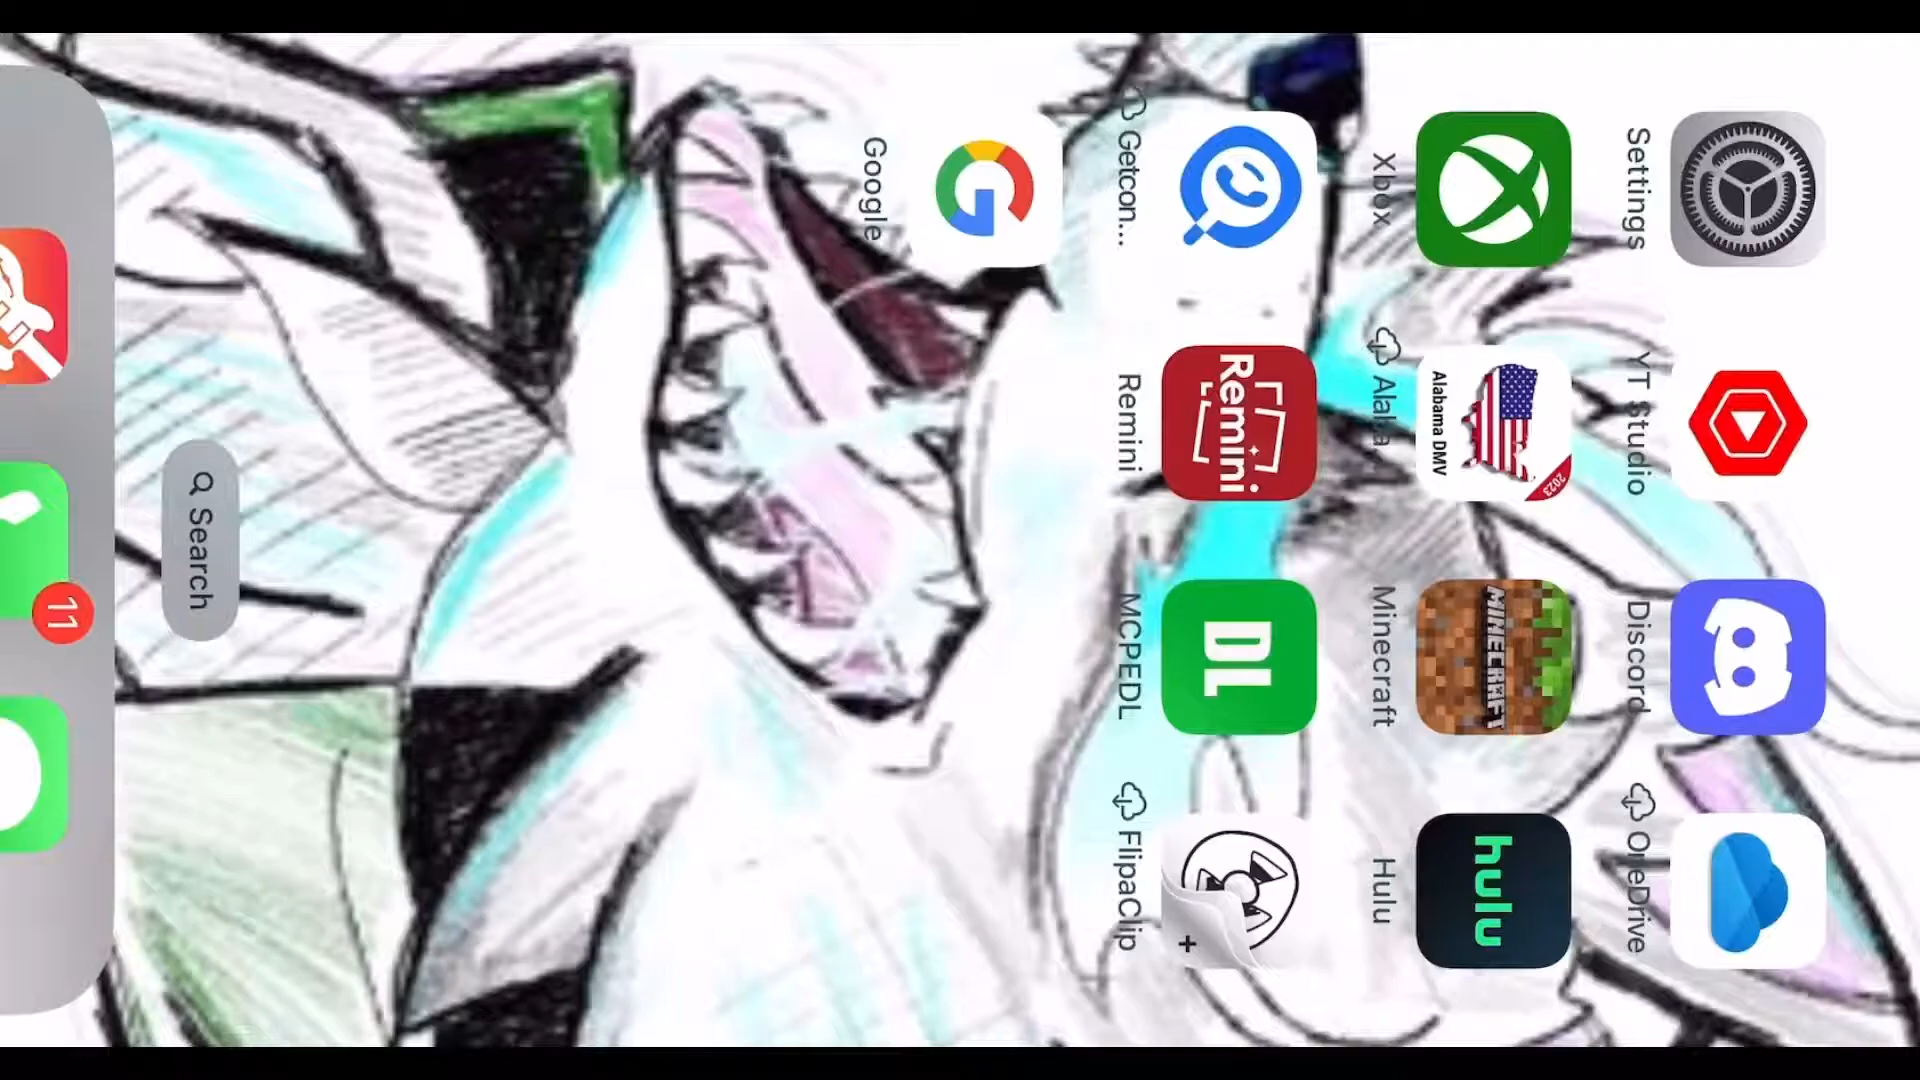 Settings
YT Studio
Discord
OneDrive
Xbox
Alabama DMV
2023
Alaba
MINECRAFT
Minecraft
hulu
Hulu
Getcon...
Remini
Remini
DL
MCPEDL
FlipaClip
Google
Search
11